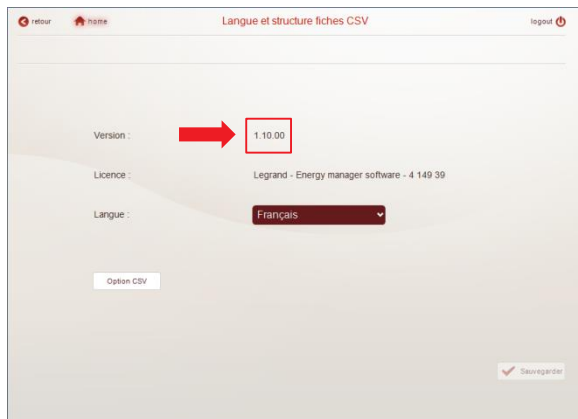 retour
home
Langue et structure fiches CSV
logout
Version :
1.10.00
Licence :
Legrand - Energy manager software - 4 149 39
Langue :
Français
Option CSV
Sauvegarder